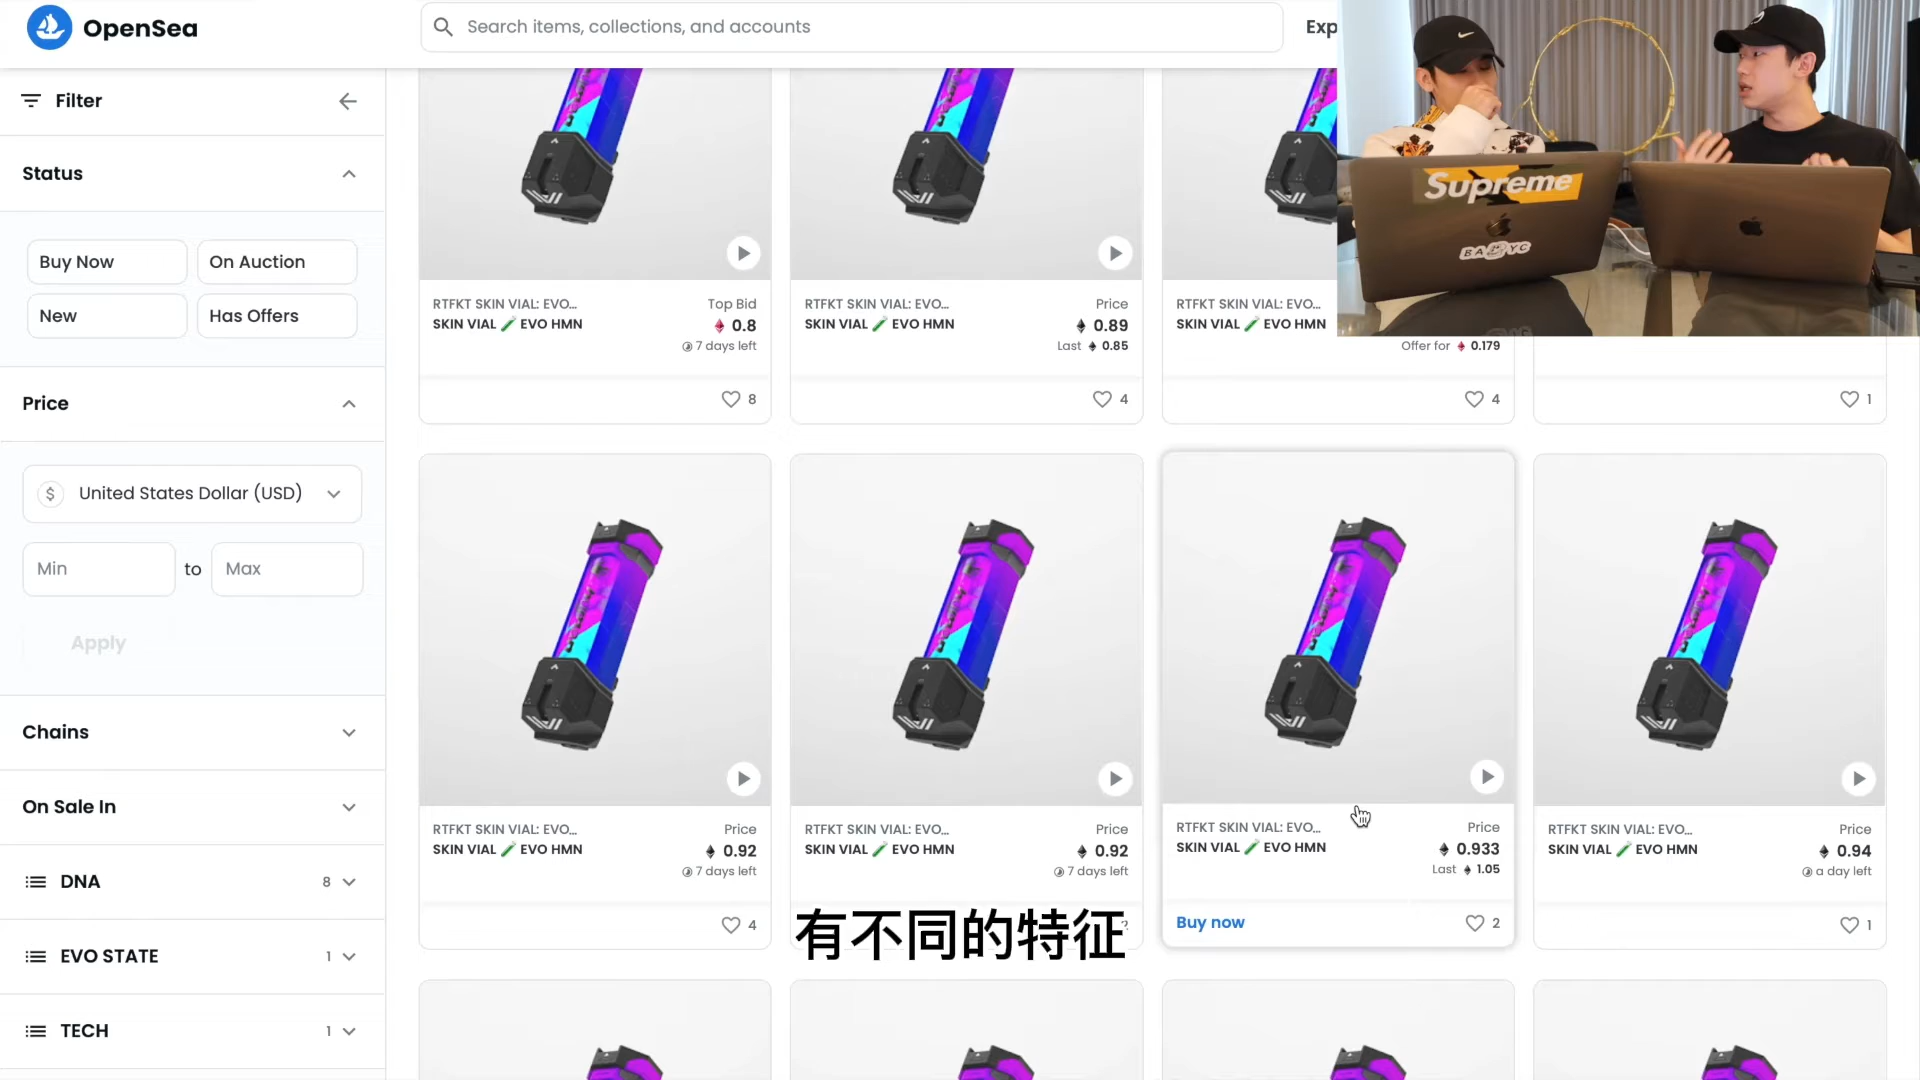 OpenSea
Search items, collections, and accounts
Exp
Filter
Status
Buy Now
On Auction
New
Has Offers
Price
$ United States Dollar (USD)
Min
to
Max
Apply
Chains
On Sale In
DNA
8
EVO STATE
1
TECH
1
RTFKT SKIN VIAL: EVO...
Top Bid
SKIN VIAL EVO HMN
0.8
7 days left
8
RTFKT SKIN VIAL: EVO...
Price
SKIN VIAL EVO HMN
0.89
Last 0.85
4
RTFKT SKIN VIAL: EVO...
SKIN VIAL EVO HMN
Offer for 0.179
4
1
RTFKT SKIN VIAL: EVO...
Price
SKIN VIAL EVO HMN
0.92
7 days left
4
RTFKT SKIN VIAL: EVO...
Price
SKIN VIAL EVO HMN
0.92
7 days left
RTFKT SKIN VIAL: EVO...
Price
SKIN VIAL EVO HMN
0.933
Last 1.05
Buy now
2
RTFKT SKIN VIAL: EVO...
Price
SKIN VIAL EVO HMN
0.94
a day left
1
有不同的特征
Supreme
BAYC